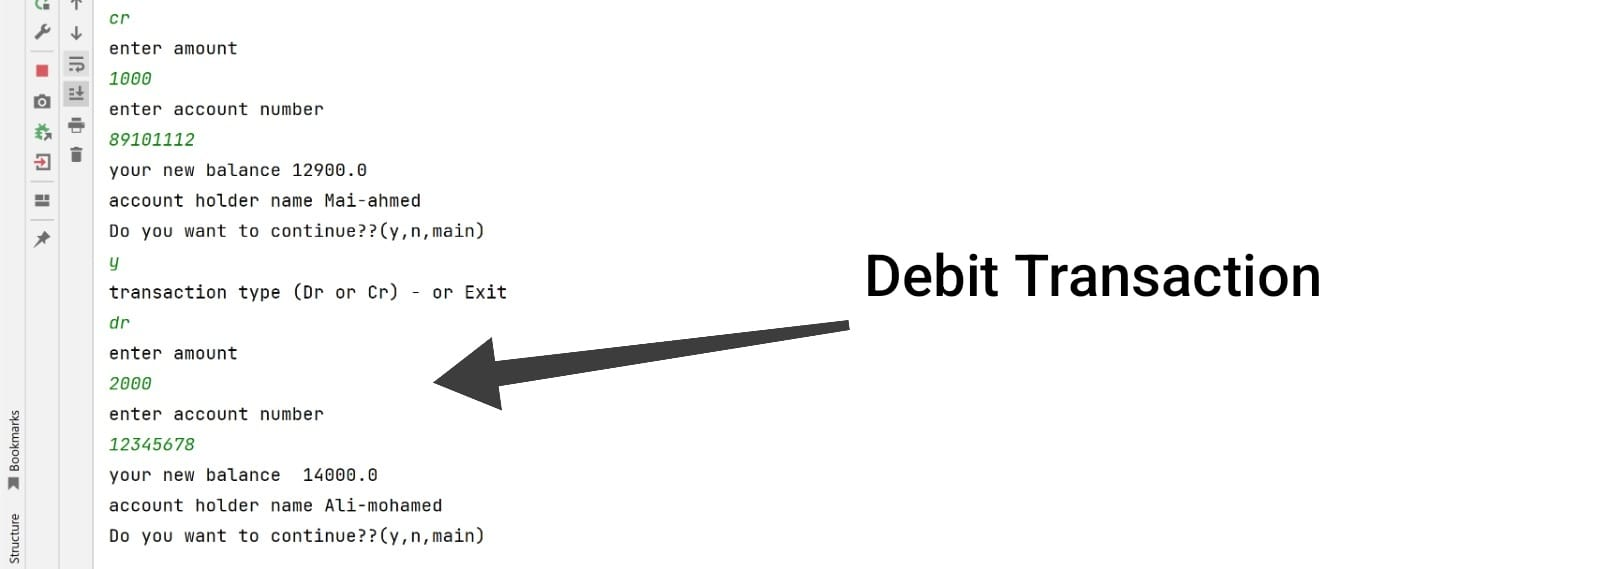 cr
enter amount
1000
enter account number
89101112
your new balance 12900.0
account holder name Mai-ahmed
Do you want to continue??(y,n,main)
y
transaction type (Dr or Cr) - or Exit
dr
enter amount
2000
enter account number
12345678
your new balance  14000.0
account holder name Ali-mohamed
Do you want to continue??(y,n,main)
Debit Transaction
Bookmarks
Structure